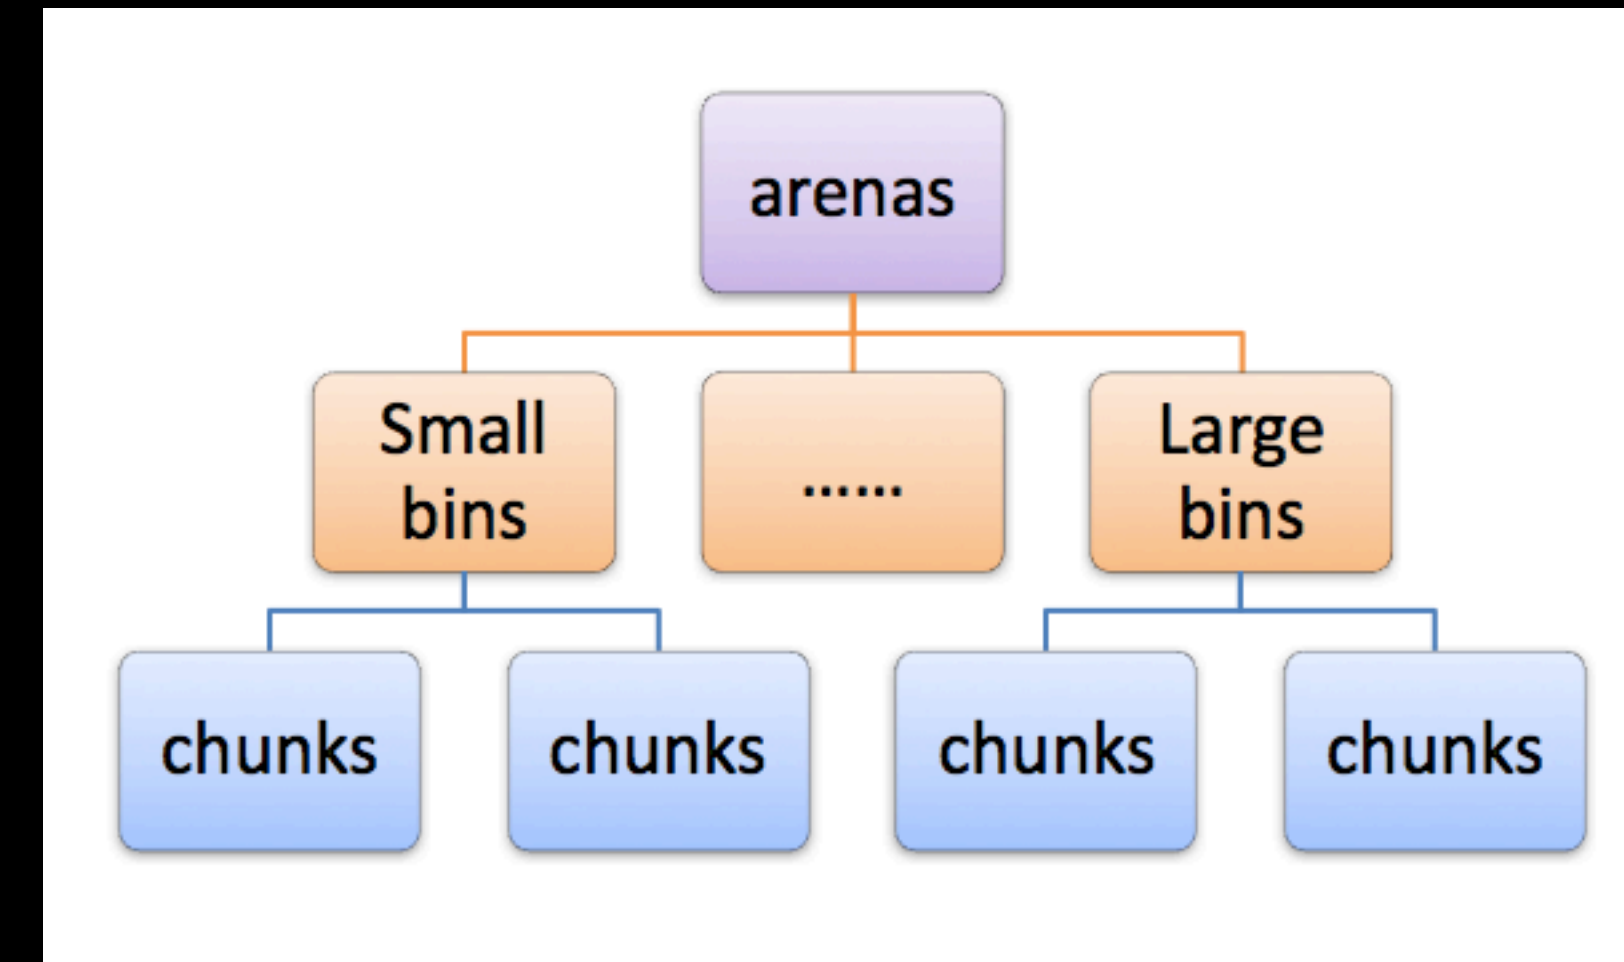 arenas
Small
bins
......
Large
bins
chunks
chunks
chunks
chunks